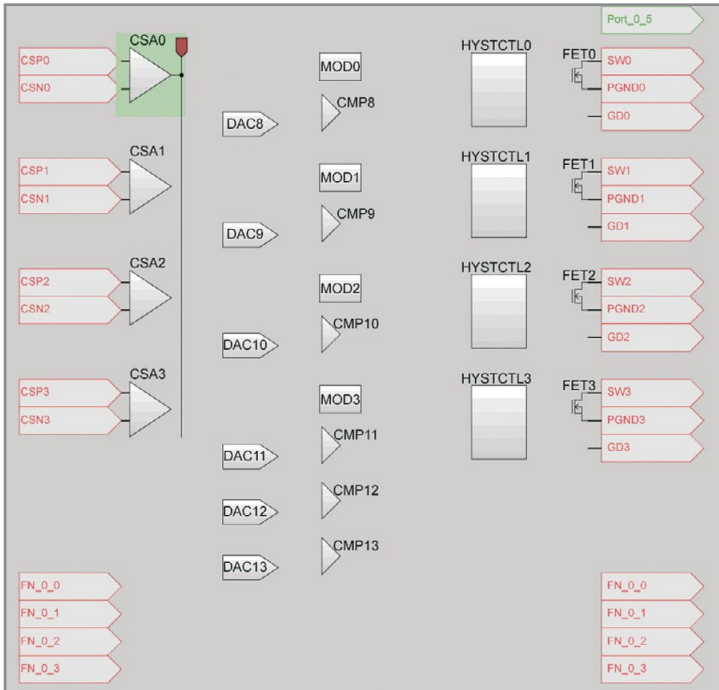 Port_0_5
CSA0
HYSTCTL0
FET0
CSP0
MOD0
SW0
CSN0
PGND0
CMP8
DAC8
GD0
CSA1
HYSTCTL1
FET1
CSP1
MOD1
SW1
CSN1
PGND1
CMP9
DAC9
GD1
CSA2
HYSTCTL2
FET2
CSP2
MOD2
SW2
CSN2
PGND2
CMP10
DAC10
GD2
CSA3
HYSTCTL3
FET3
CSP3
MOD3
SW3
CSN3
PGND3
CMP11
DAC11
GD3
CMP12
DAC12
CMP13
DAC13
FN_0_0
FN_0_0
FN_0_1
FN_0_1
FN_0_2
FN_0_2
FN_0_3
FN_0_3